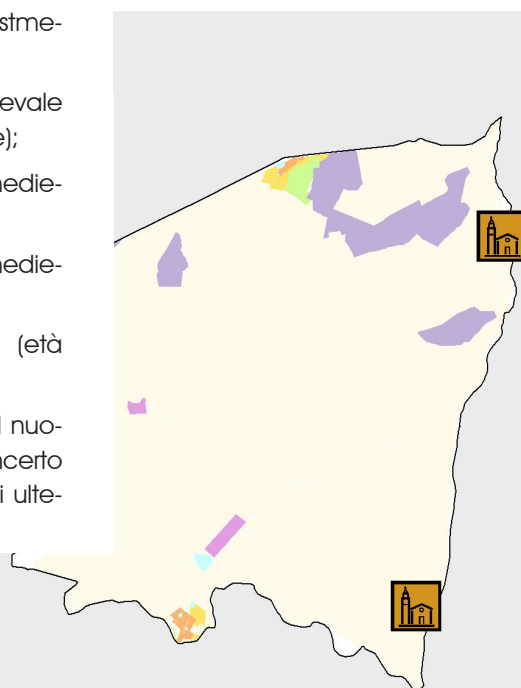 stme-
evale
e);
nedie-
nedie-
(età
l nuo-
ncerto
i ulte-